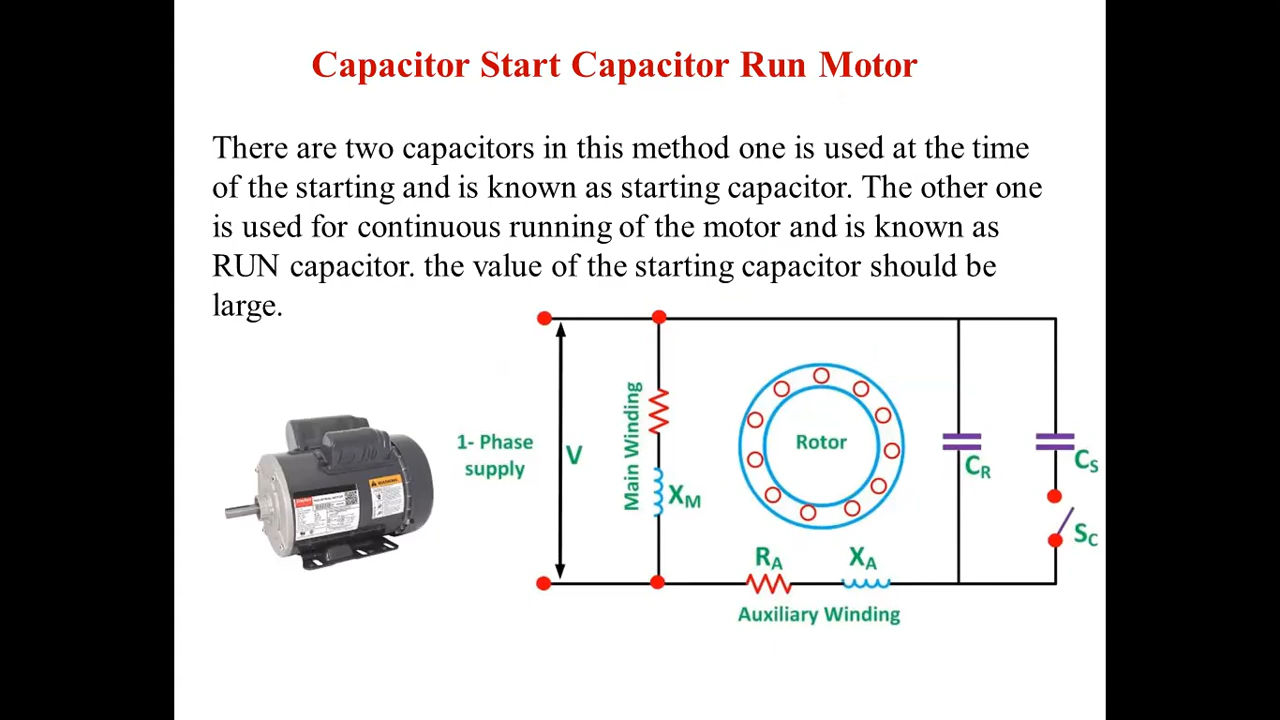 Capacitor Start Capacitor Run Motor
There are two capacitors in this method one is used at the time
of the starting and is known as starting capacitor. The other one
is used for continuous running of the motor and is known as
RUN capacitor. the value of the starting capacitor should be
large.
1- Phase
supply
V
Main Winding
XM
Rotor
CR
CS
SC
RA
XA
Auxiliary Winding
WARNING